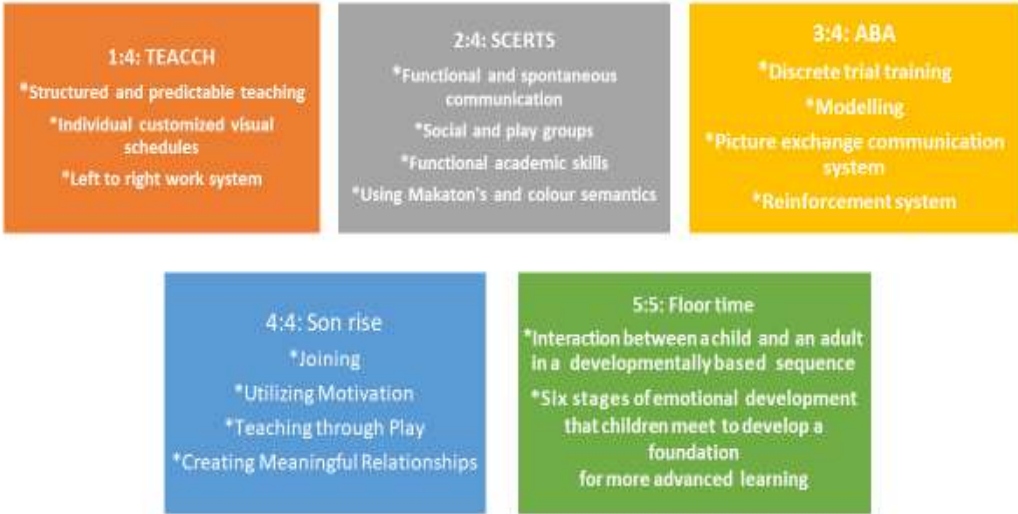 1:4: TEACCH
*Structured and predictable teaching
*Individual customized visual
schedules
*Left to right work system
2:4: SCERTS
*Functional and spontaneous
communication
*Social and play groups
*Functional academic skills
*Using Makaton's and colour semantics
3:4: ABA
*Discrete trial training
*Modelling
*Picture exchange communication
system
*Reinforcement system
4:4: Son rise
*Joining
*Utilizing Motivation
*Teaching through Play
*Creating Meaningful Relationships
5:5: Floor time
*Interaction between a child and an adult
in a developmentally based sequence
*Six stages of emotional development
that children meet to develop a
foundation
for more advanced learning